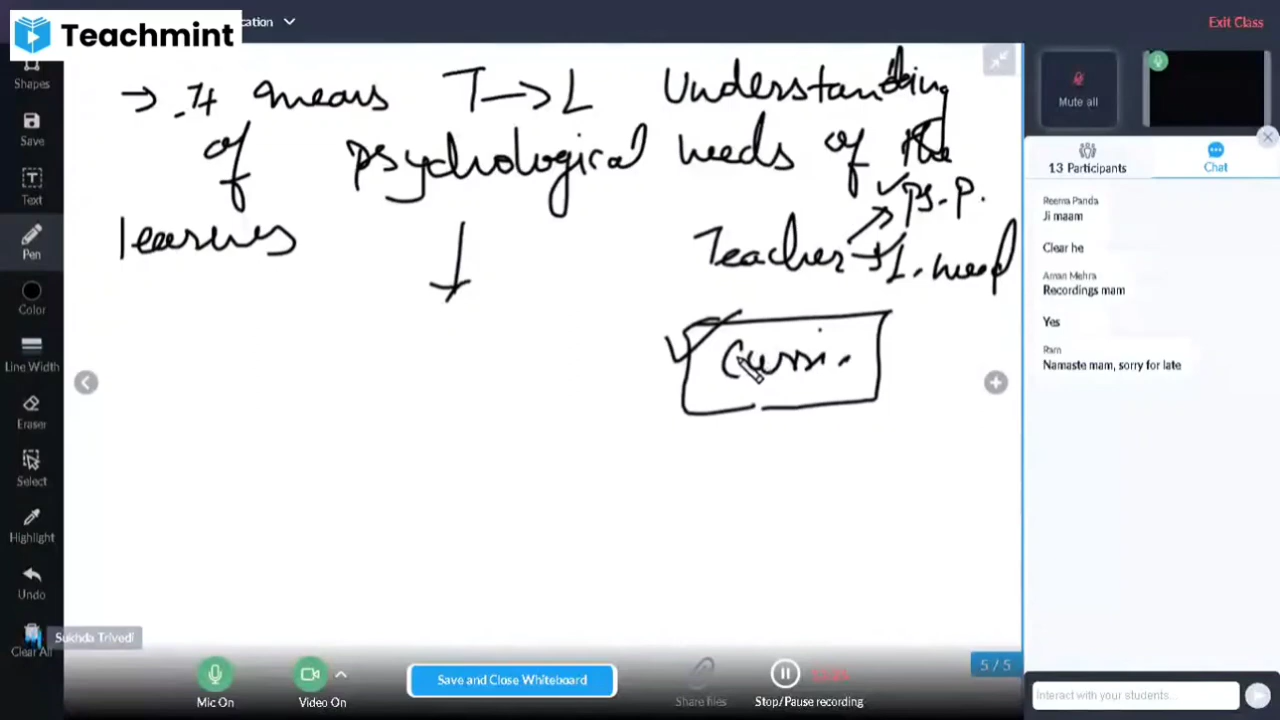 Teachmint
cation
Exit Class
Shapes
Save
Text
Pen
Color
Line Width
Eraser
Select
Highlight
Undo
Clear All
→ It means T→L Understanding
of psychological needs of the
learners
Teacher
ps. p.
L. need
Curri.
Sukhda Trivedi
Mic On
Video On
Save and Close Whiteboard
Share files
Stop/Pause recording
5 / 5
Mute all
13 Participants
Chat
Reema Panda
Ji maam
Clear he
Aman Mehra
Recordings mam
Yes
Ram
Namaste mam, sorry for late
Interact with your students...